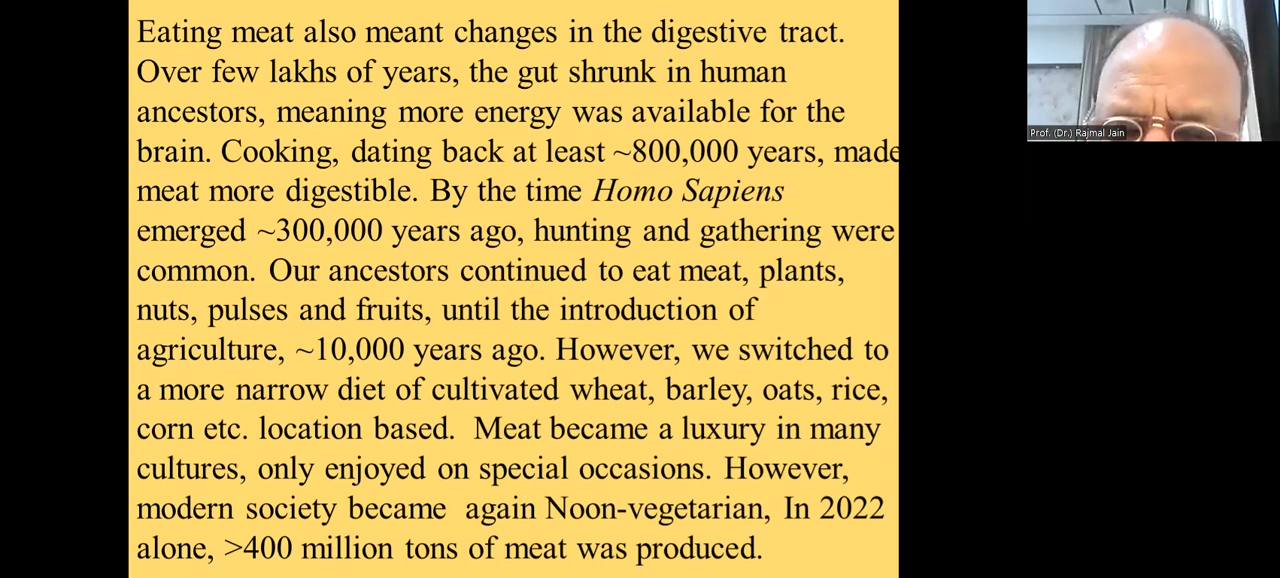 Eating meat also meant changes in the digestive tract.
Over few lakhs of years, the gut shrunk in human
ancestors, meaning more energy was available for the
brain. Cooking, dating back at least ~800,000 years, made
meat more digestible. By the time Homo Sapiens
emerged ~300,000 years ago, hunting and gathering were
common. Our ancestors continued to eat meat, plants,
nuts, pulses and fruits, until the introduction of
agriculture, ~10,000 years ago. However, we switched to
a more narrow diet of cultivated wheat, barley, oats, rice,
corn etc. location based. Meat became a luxury in many
cultures, only enjoyed on special occasions. However,
modern society became again Noon-vegetarian, In 2022
alone, >400 million tons of meat was produced.
Prof. (Dr.) Rajmal Jain